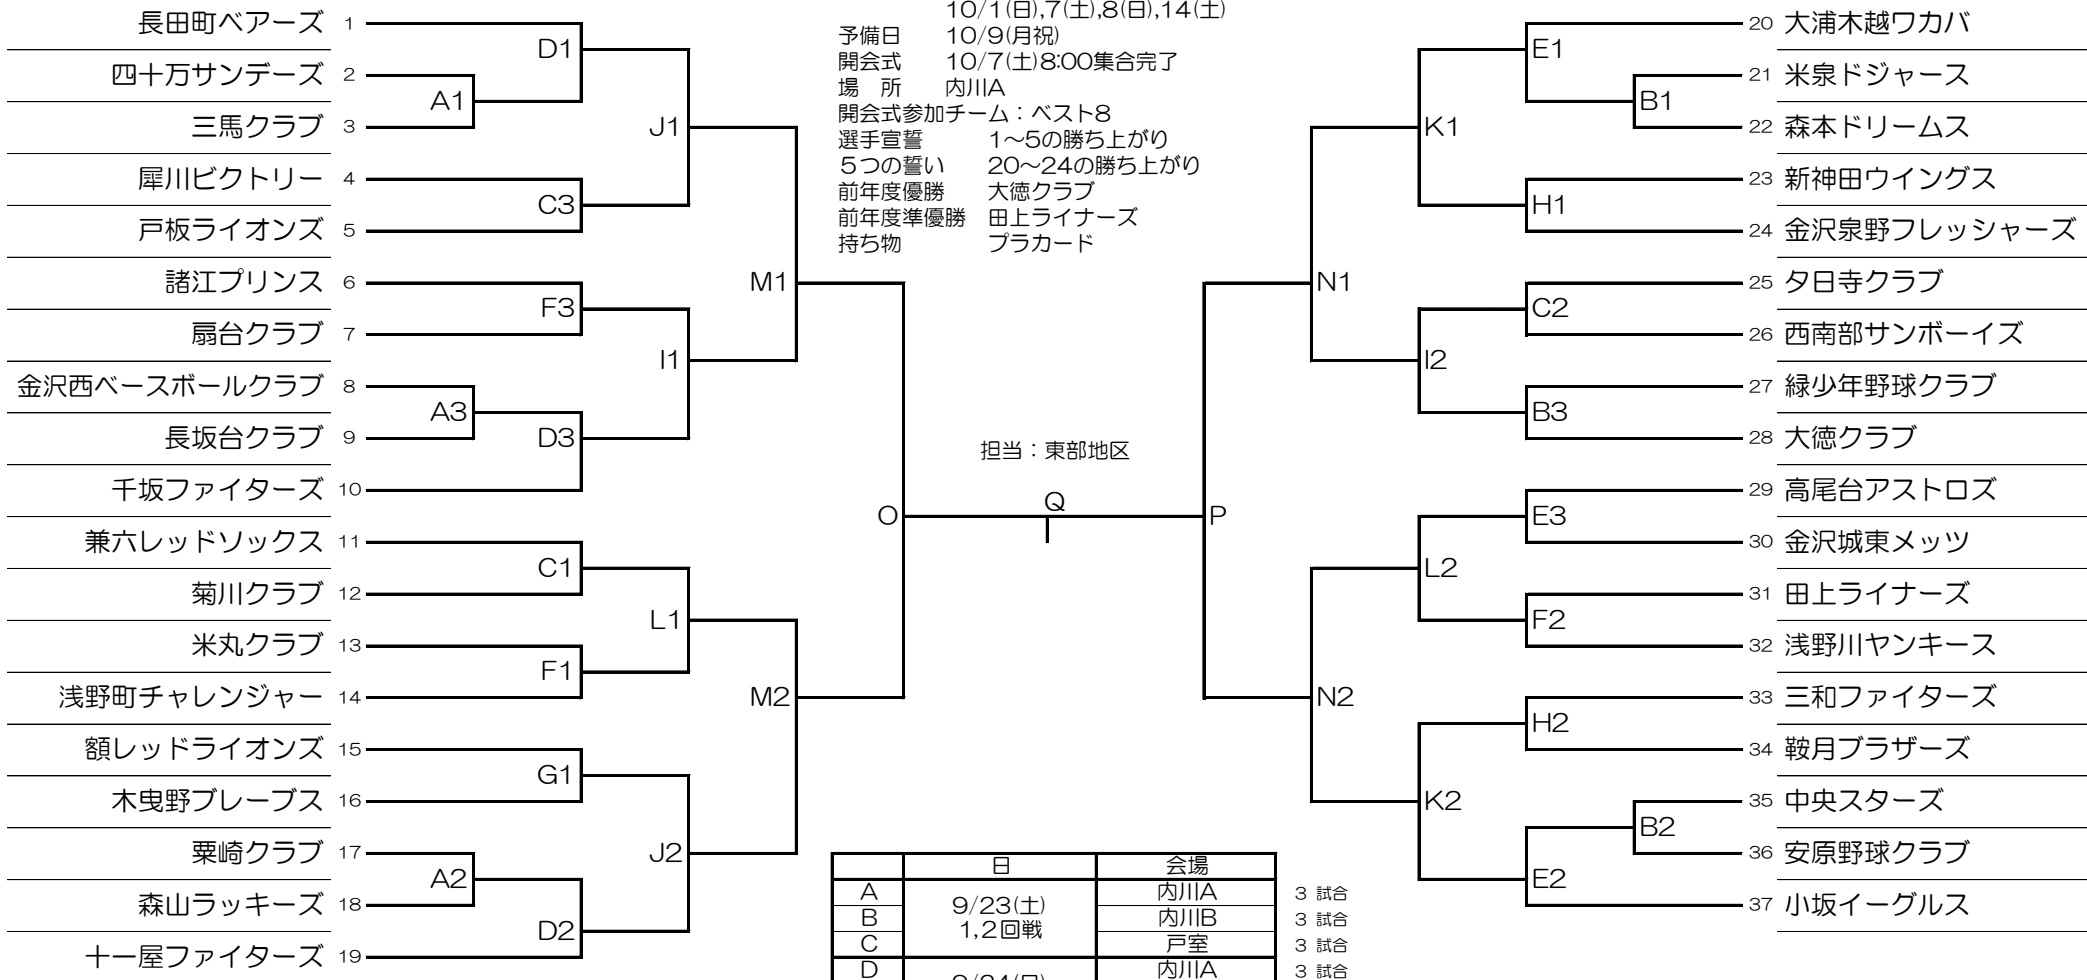 10/1(日),7(土),8(日),14(土)
予備日 10/9(月祝)
開会式 10/7(土)8:00集合完了
場 所 内川A
開会式参加チーム：ベスト8
選手宣誓 1〜5の勝ち上がり
５つの誓い 20〜24の勝ち上がり
前年度優勝 大徳クラブ
前年度準優勝 田上ライナーズ
持ち物 プラカード
長田町ベアーズ 1
四十万サンデーズ 2
三馬クラブ 3
犀川ビクトリー 4
戸板ライオンズ 5
諸江プリンス 6
扇台クラブ 7
金沢西ベースボールクラブ 8
長坂台クラブ 9
千坂ファイターズ 10
兼六レッドソックス 11
菊川クラブ 12
米丸クラブ 13
浅野町チャレンジャー 14
額レッドライオンズ 15
木曳野ブレーブス 16
粟崎クラブ 17
森山ラッキーズ 18
十一屋ファイターズ 19
D1
A1
J1
C3
M1
F3
I1
A3
D3
O
C1
L1
F1
M2
G1
J2
A2
D2
担当：東部地区
Q
E1
B1
K1
H1
N1
C2
I2
B3
P
E3
L2
F2
N2
H2
K2
B2
E2
20 大浦木越ワカバ
21 米泉ドジャース
22 森本ドリームス
23 新神田ウイングス
24 金沢泉野フレッシャーズ
25 夕日寺クラブ
26 西南部サンボーイズ
27 緑少年野球クラブ
28 大徳クラブ
29 高尾台アストロズ
30 金沢城東メッツ
31 田上ライナーズ
32 浅野川ヤンキース
33 三和ファイターズ
34 鞍月ブラザーズ
35 中央スターズ
36 安原野球クラブ
37 小坂イーグルス
日 会場
A 9/23(土) 内川A 3 試合
B 1,2回戦 内川B 3 試合
C 戸室 3 試合
D 9/24(日) 内川A 3 試合